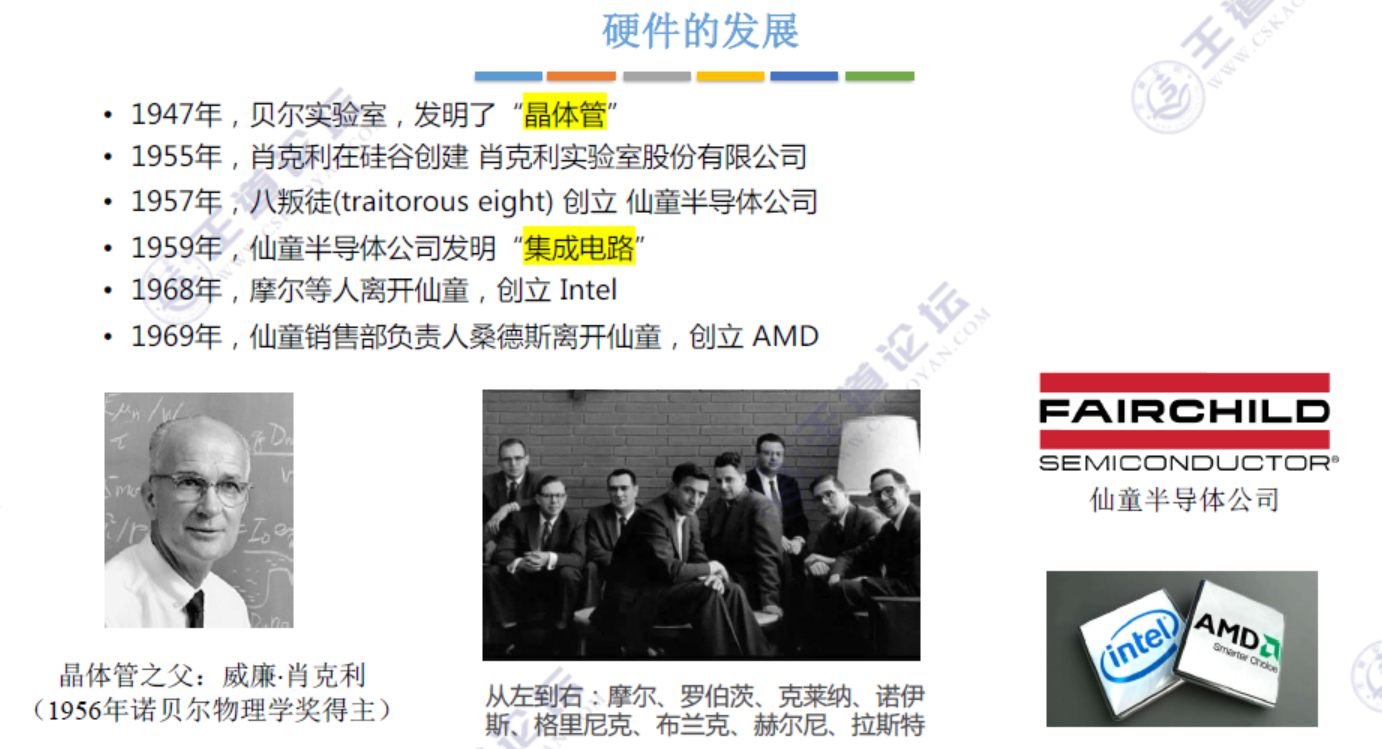 硬件的发展
• 1947年，贝尔实验室，发明了“晶体管”
• 1955年，肖克利在硅谷创建 肖克利实验室股份有限公司
• 1957年，八叛徒(traitorous eight) 创立 仙童半导体公司
• 1959年，仙童半导体公司发明“集成电路”
• 1968年，摩尔等人离开仙童，创立 Intel
• 1969年，仙童销售部负责人桑德斯离开仙童，创立 AMD
晶体管之父：威廉·肖克利
（1956年诺贝尔物理学奖得主）
从左到右：摩尔、罗伯茨、克莱纳、诺伊
斯、格里尼克、布兰克、赫尔尼、拉斯特
FAIRCHILD
SEMICONDUCTOR®
仙童半导体公司
intel
AMD
Smarter Choice
王道论坛